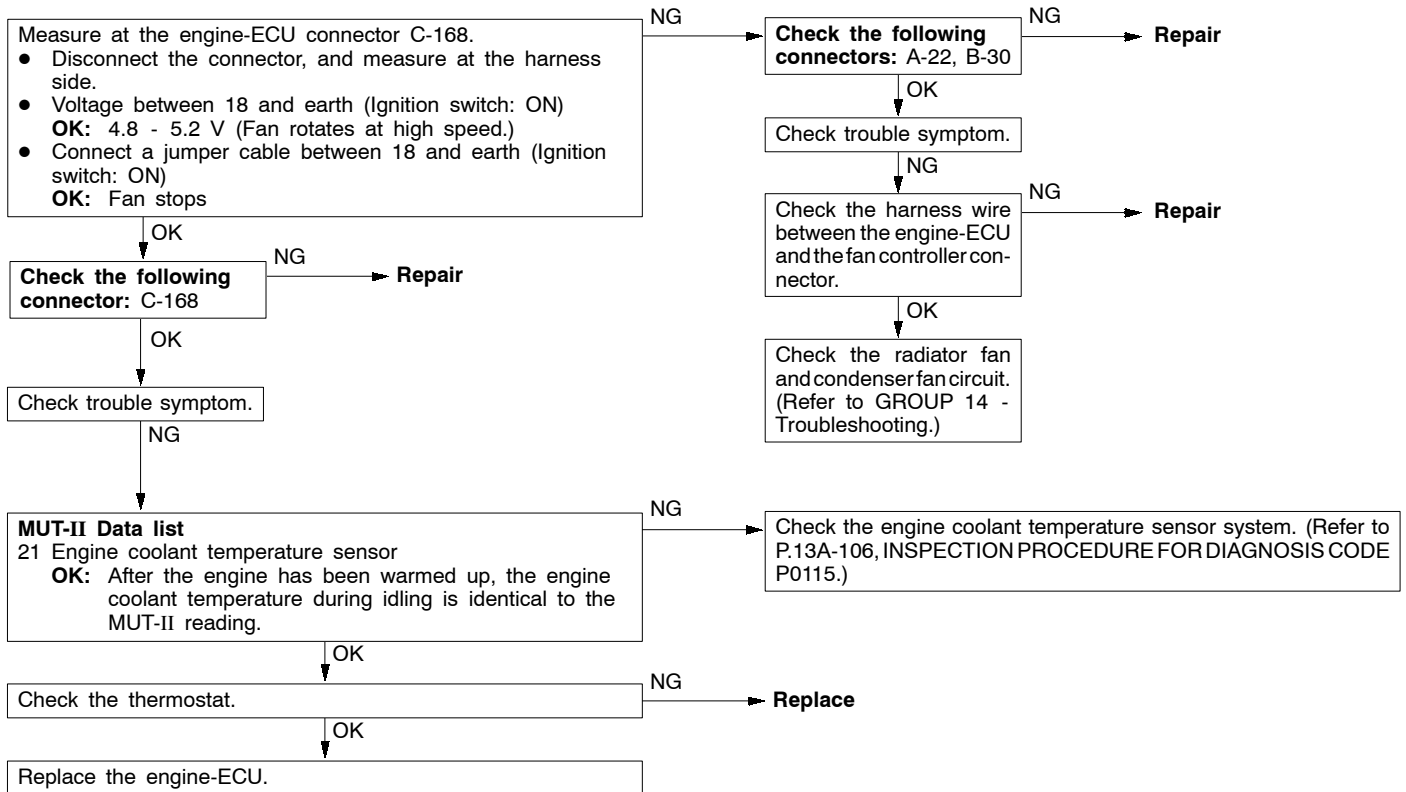 Measure at the engine-ECU connector C-168.
● Disconnect the connector, and measure at the harness
side.
● Voltage between 18 and earth (Ignition switch: ON)
OK: 4.8 - 5.2 V (Fan rotates at high speed.)
● Connect a jumper cable between 18 and earth (Ignition
switch: ON)
OK: Fan stops
NG
Check the following
connectors: A-22, B-30
NG
Repair
OK
Check trouble symptom.
NG
Check the harness wire
between the engine-ECU
and the fan controller con-
nector.
NG
Repair
OK
Check the radiator fan
and condenser fan circuit.
(Refer to GROUP 14 -
Troubleshooting.)
OK
Check the following
connector: C-168
NG
Repair
OK
Check trouble symptom.
NG
MUT-II Data list
21 Engine coolant temperature sensor
OK: After the engine has been warmed up, the engine
coolant temperature during idling is identical to the
MUT-II reading.
NG
Check the engine coolant temperature sensor system. (Refer to
P.13A-106, INSPECTION PROCEDURE FOR DIAGNOSIS CODE
P0115.)
OK
Check the thermostat.
NG
Replace
OK
Replace the engine-ECU.